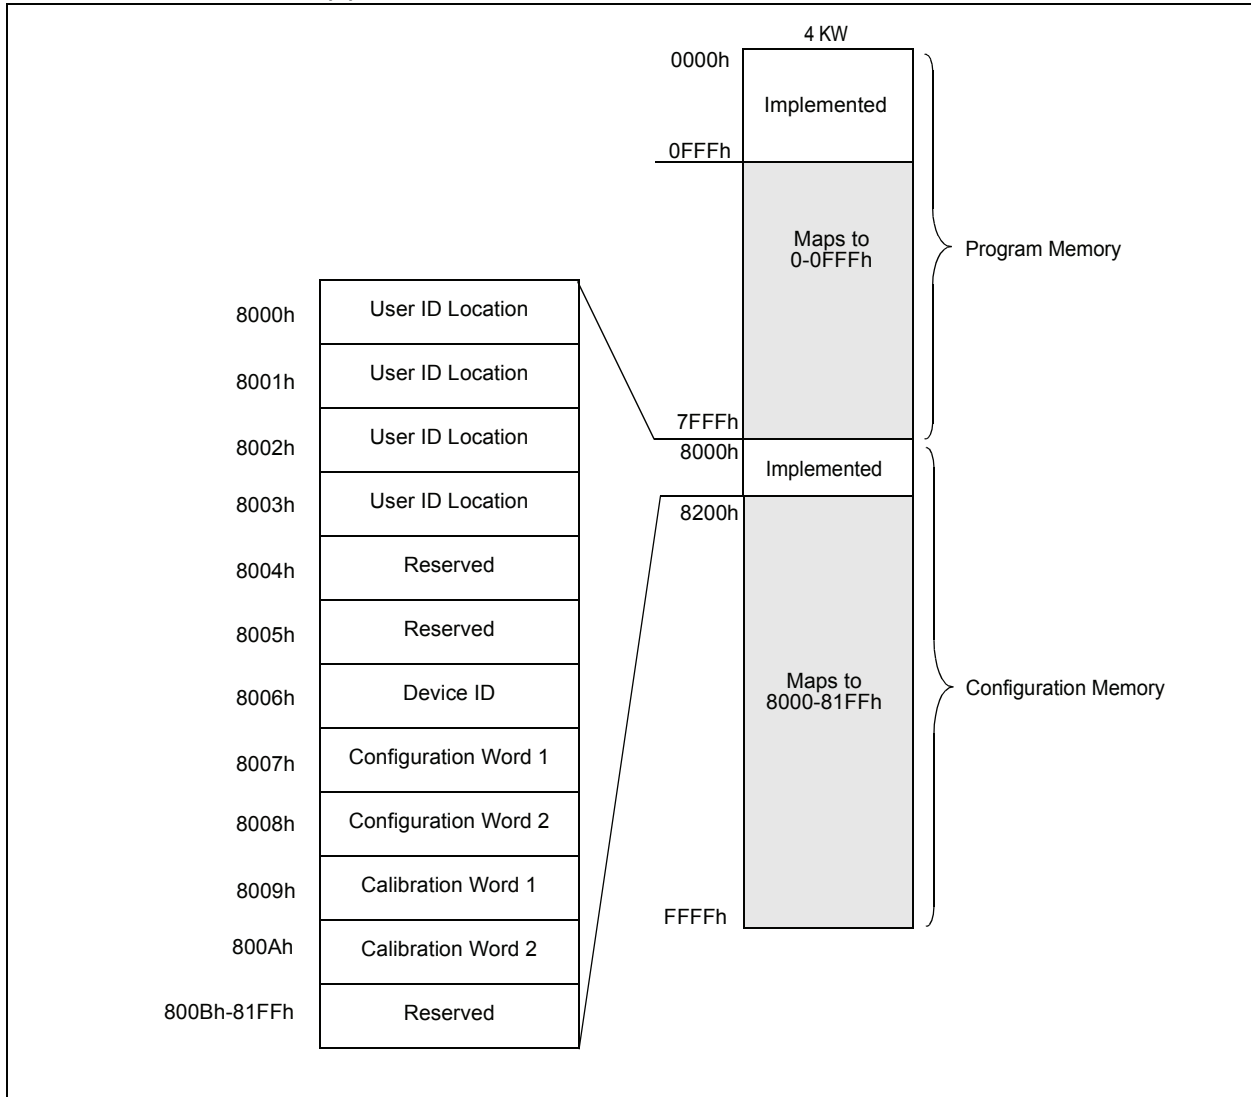 4 KW
0000h
Implemented
0FFFh
Maps to
0-0FFFh
Program Memory
7FFFh
8000h
Implemented
8200h
Maps to
8000-81FFh
Configuration Memory
FFFFh
8000h User ID Location
8001h User ID Location
8002h User ID Location
8003h User ID Location
8004h Reserved
8005h Reserved
8006h Device ID
8007h Configuration Word 1
8008h Configuration Word 2
8009h Calibration Word 1
800Ah Calibration Word 2
800Bh-81FFh Reserved